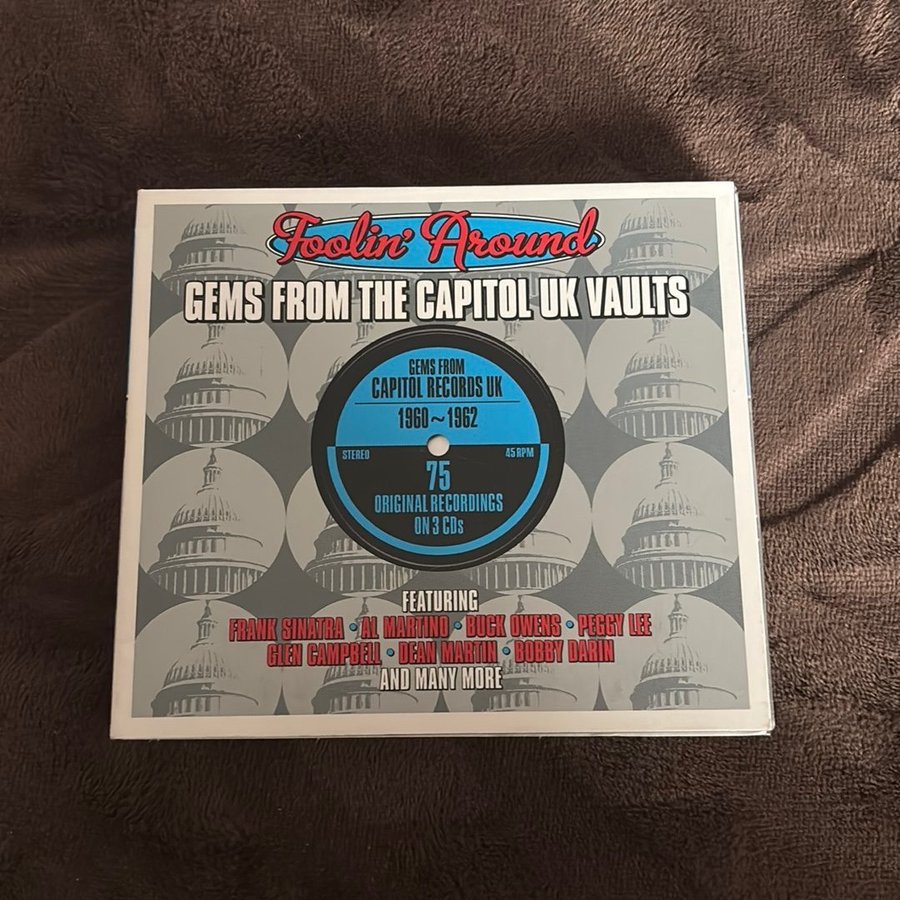 Foolin' Around
GEMS FROM THE CAPITOL UK VAULTS
GEMS FROM
CAPITOL RECORDS UK
1960~1962
STEREO 45 RPM
75
ORIGINAL RECORDINGS
ON 3 CDs
FEATURING
FRANK SINATRA • AL MARTINO • BUCK OWENS • PEGGY LEE
GLEN CAMPBELL • DEAN MARTIN • BOBBY DARIN
AND MANY MORE